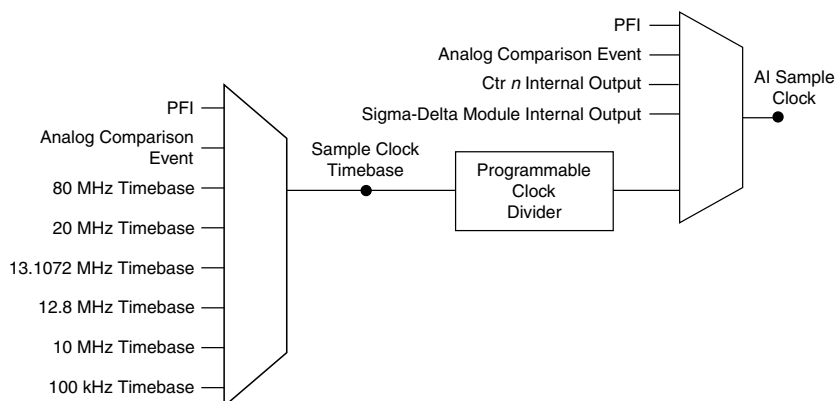 PFI
Analog Comparison Event
Ctr n Internal Output
Sigma-Delta Module Internal Output
AI Sample
Clock
PFI
Analog Comparison
Event
80 MHz Timebase
20 MHz Timebase
13.1072 MHz Timebase
12.8 MHz Timebase
10 MHz Timebase
100 kHz Timebase
Sample Clock
Timebase
Programmable
Clock
Divider